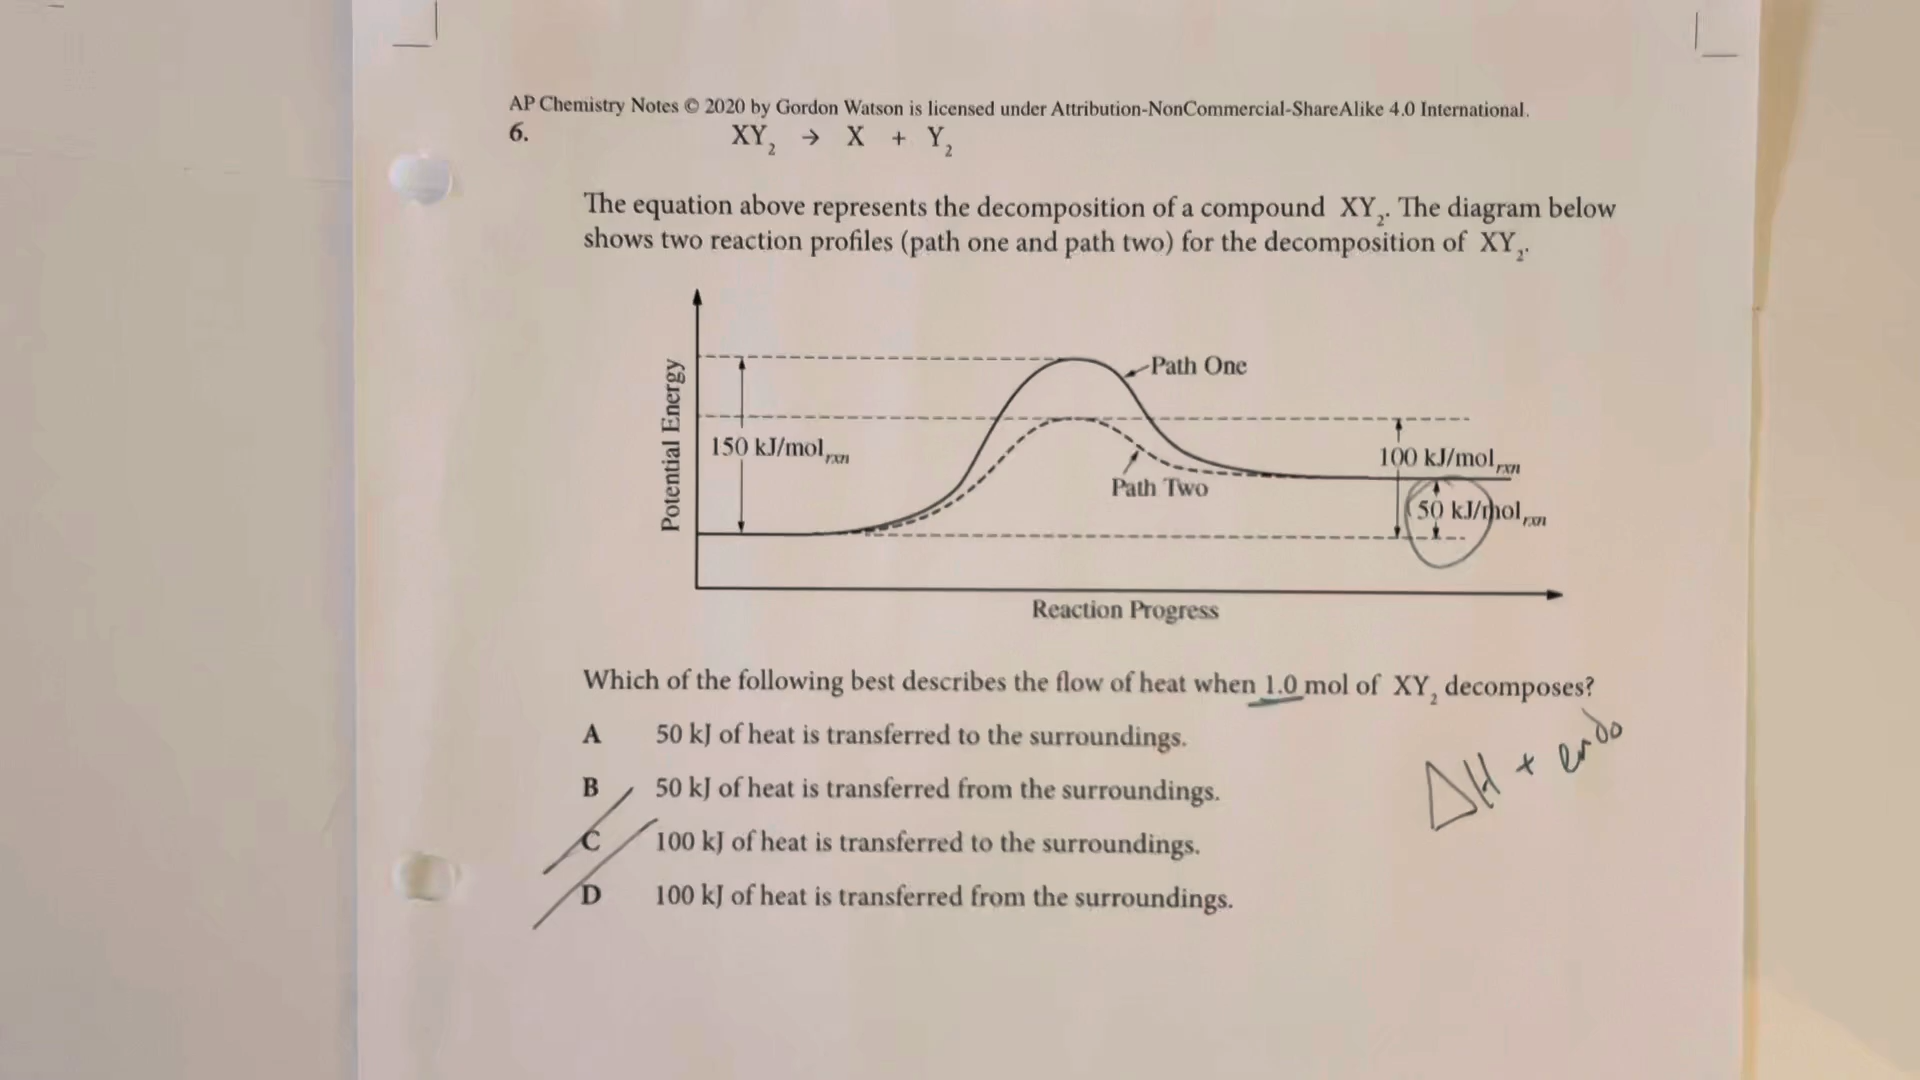 AP Chemistry Notes © 2020 by Gordon Watson is licensed under Attribution-NonCommercial-ShareAlike 4.0 International.
6. XY₂ → X + Y₂
The equation above represents the decomposition of a compound XY₂. The diagram below
shows two reaction profiles (path one and path two) for the decomposition of XY₂.
Potential Energy
Path One
150 kJ/molrxn
100 kJ/molrxn
Path Two
50 kJ/molrxn
Reaction Progress
Which of the following best describes the flow of heat when 1.0 mol of XY₂ decomposes?
A 50 kJ of heat is transferred to the surroundings.
ΔH + endo
B 50 kJ of heat is transferred from the surroundings.
C 100 kJ of heat is transferred to the surroundings.
D 100 kJ of heat is transferred from the surroundings.